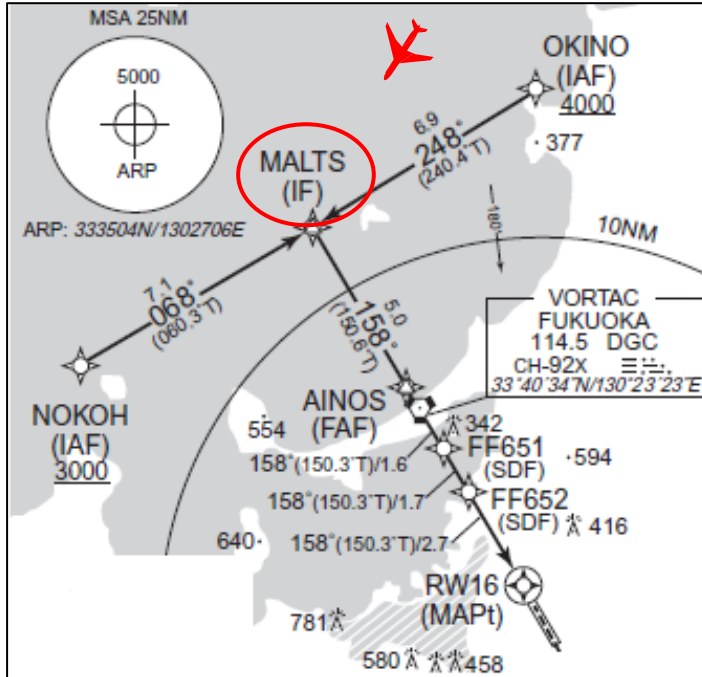 MSA 25NM
5000
ARP
ARP: 333504N/1302706E
OKINO
(IAF)
4000
377
6.9
248°
(240.4°T)
MALTS
(IF)
180°
10NM
7.1
068°
(060.3°T)
5.0
158°
(150.6°T)
VORTAC
FUKUOKA
114.5 DGC
CH-92X
33°40'34"N/130°23'23"E
NOKOH
(IAF)
3000
AINOS
(FAF)
554
342
FF651
(SDF)
594
158°(150.3°T)/1.6
158°(150.3°T)/1.7
FF652
(SDF)
416
640
158°(150.3°T)/2.7
RW16
(MAPt)
781
580
458